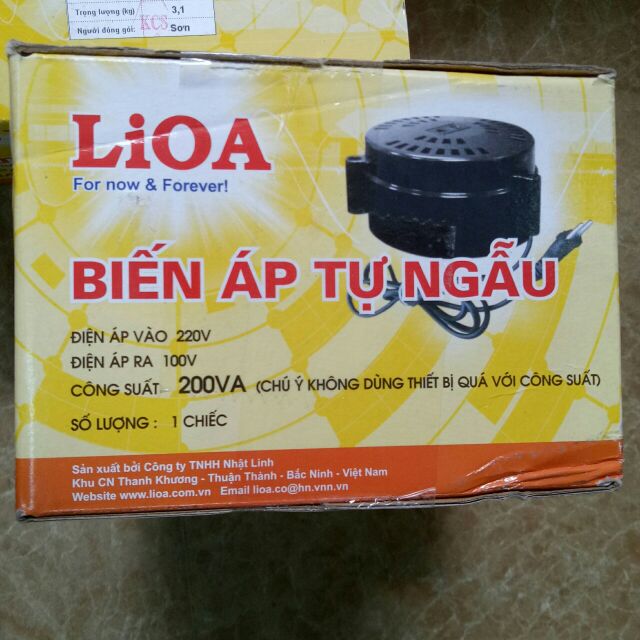 Trọng lượng (kg) 3,1
Người đóng gói: KCS Sơn
LiOA
For now & Forever!
BIẾN ÁP TỰ NGẪU
ĐIỆN ÁP VÀO 220V
ĐIỆN ÁP RA 100V
CÔNG SUẤT 200VA (CHÚ Ý KHÔNG DÙNG THIẾT BỊ QUÁ VỚI CÔNG SUẤT)
SỐ LƯỢNG : 1 CHIẾC
Sản xuất bởi Công ty TNHH Nhật Linh
Khu CN Thanh Khương - Thuận Thành - Bắc Ninh - Việt Nam
Website www.lioa.com.vn Email lioa.co@hn.vnn.vn